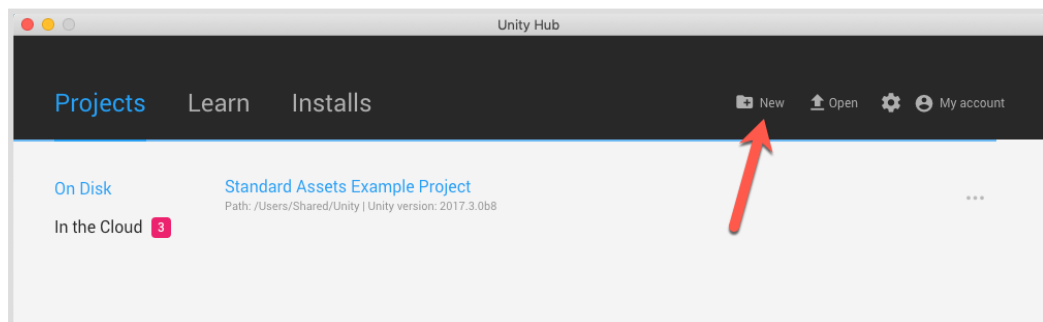 Unity Hub
Projects Learn Installs New Open My account
On Disk
Standard Assets Example Project
Path: /Users/Shared/Unity | Unity version: 2017.3.0b8
In the Cloud 3